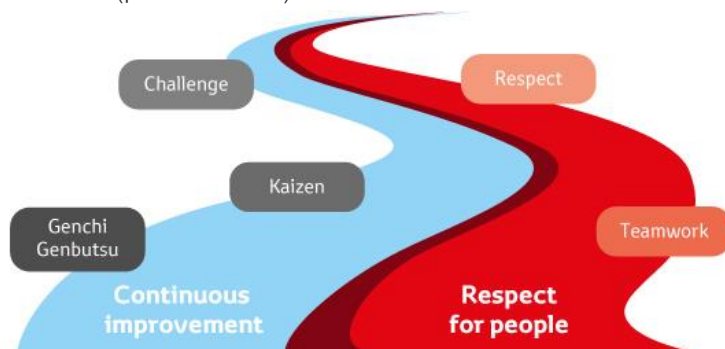 Challenge
Respect
Kaizen
Genchi
Genbutsu
Teamwork
Continuous
improvement
Respect
for people